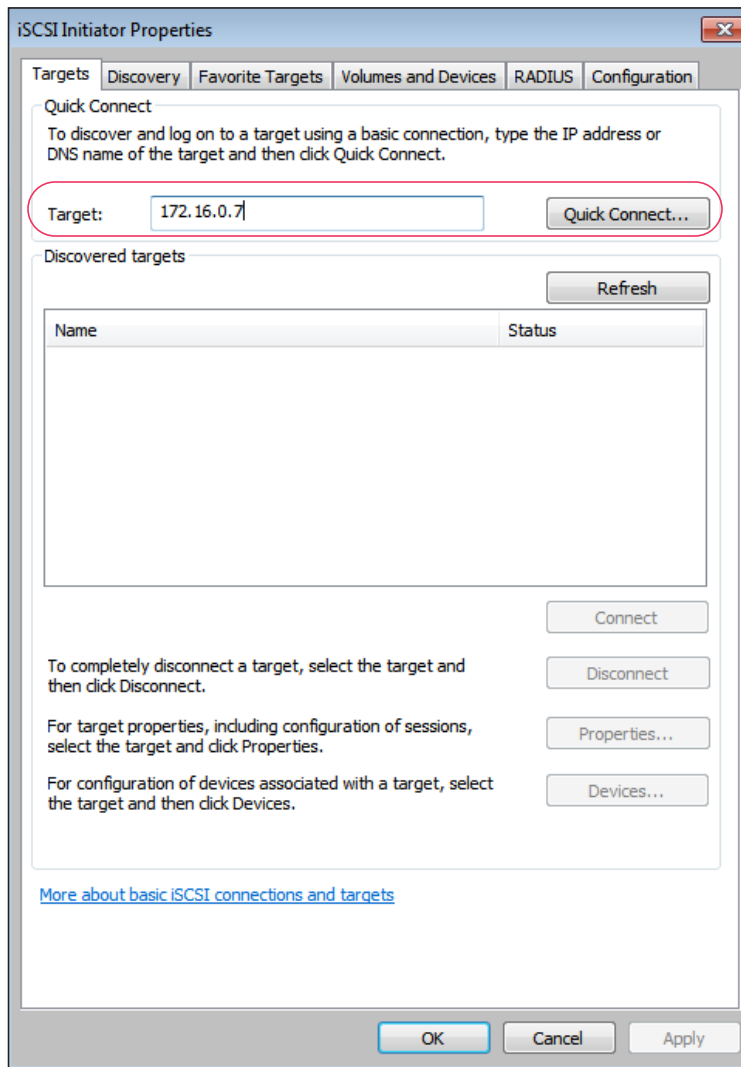 iSCSI Initiator Properties
Targets Discovery Favorite Targets Volumes and Devices RADIUS Configuration
Quick Connect
To discover and log on to a target using a basic connection, type the IP address or
DNS name of the target and then click Quick Connect.
Target: 172.16.0.7 Quick Connect...
Discovered targets
Refresh
Name Status
Connect
To completely disconnect a target, select the target and
then click Disconnect.
Disconnect
For target properties, including configuration of sessions,
select the target and click Properties.
Properties...
For configuration of devices associated with a target, select
the target and then click Devices.
Devices...
More about basic iSCSI connections and targets
OK Cancel Apply